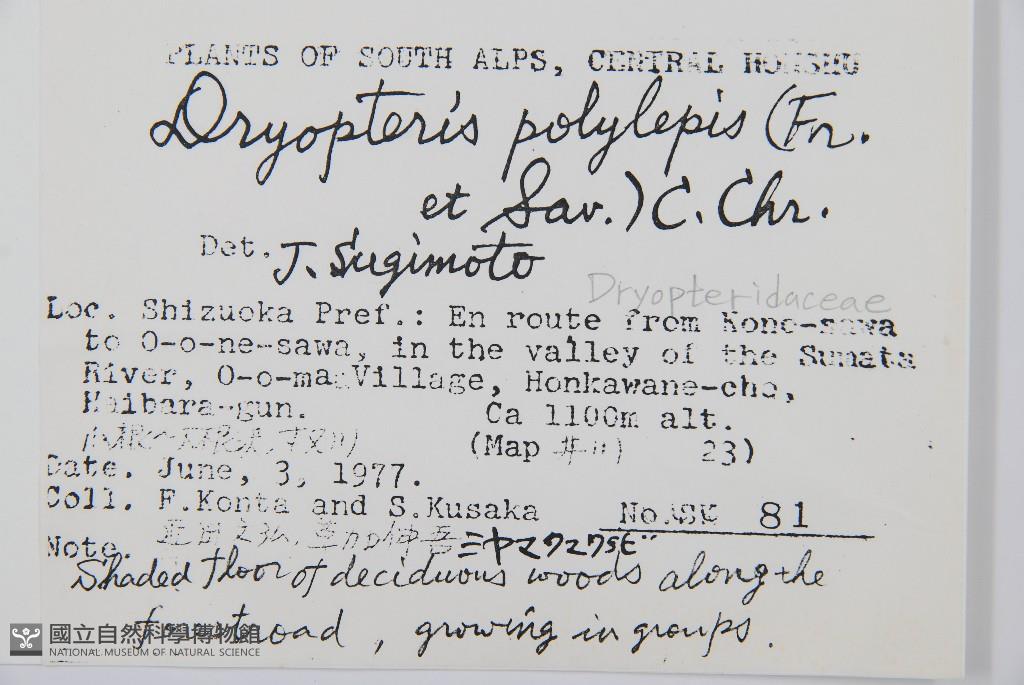 PLANTS OF SOUTH ALPS, CENTRAL HONSHU
Dryopteris polylepis (Fr.
et Sav.) C. Chr.
Det. J. Sugimoto
Dryopteridaceae
Loc. Shizuoka Pref.: En route from Kono-sawa
to O-o-ne-sawa, in the valley of the Sumata
River, O-o-ma Village, Honkawane-cho,
Haibara-gun. Ca 1100m alt.
(Map 23)
Date. June, 3, 1977.
Coll. F.Konta and S.Kusaka No. SK 81
Note. ミヤマクマワラビ
Shaded floor of deciduous woods along the
road, growing in groups.
國立自然科學博物館
NATIONAL MUSEUM OF NATURAL SCIENCE